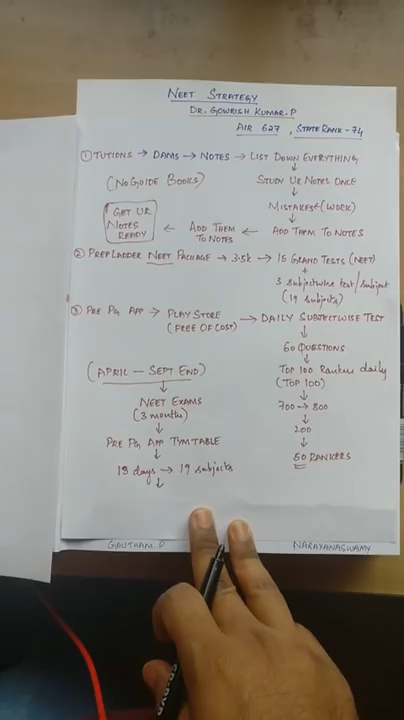 NEET STRATEGY
DR. GOWRISH KUMAR.P
AIR 627, STATE RANK - 74
① TUTIONS → DAMS → NOTES → LIST DOWN EVERYTHING
↓
(NO GUIDE BOOKS)
STUDY UR NOTES ONCE
↓
MISTAKES (WORK)
↓
GET UR NOTES READY ← ADD THEM TO NOTES ← ADD THEM TO NOTES
② PREPLADDER NEET PACKAGE → 3.5k → 15 GRAND TESTS (NEET)
+
3 subjectwise test/subject
(19 subjects)
③ PRE PG APP → PLAY STORE → DAILY SUBJECTWISE TEST
(FREE OF COST)
↓
60 QUESTIONS
↓
TOP 100 Rankers daily
(TOP 100)
↓
700 → 800
↓
200
↓
50 RANKERS
(APRIL – SEPT END)
↓
NEET EXAMS
(3 months)
↓
PRE PG APP TYMTABLE
↓
18 days → 19 subjects
↓
GOUTHAM P
NARAYANASWAMY